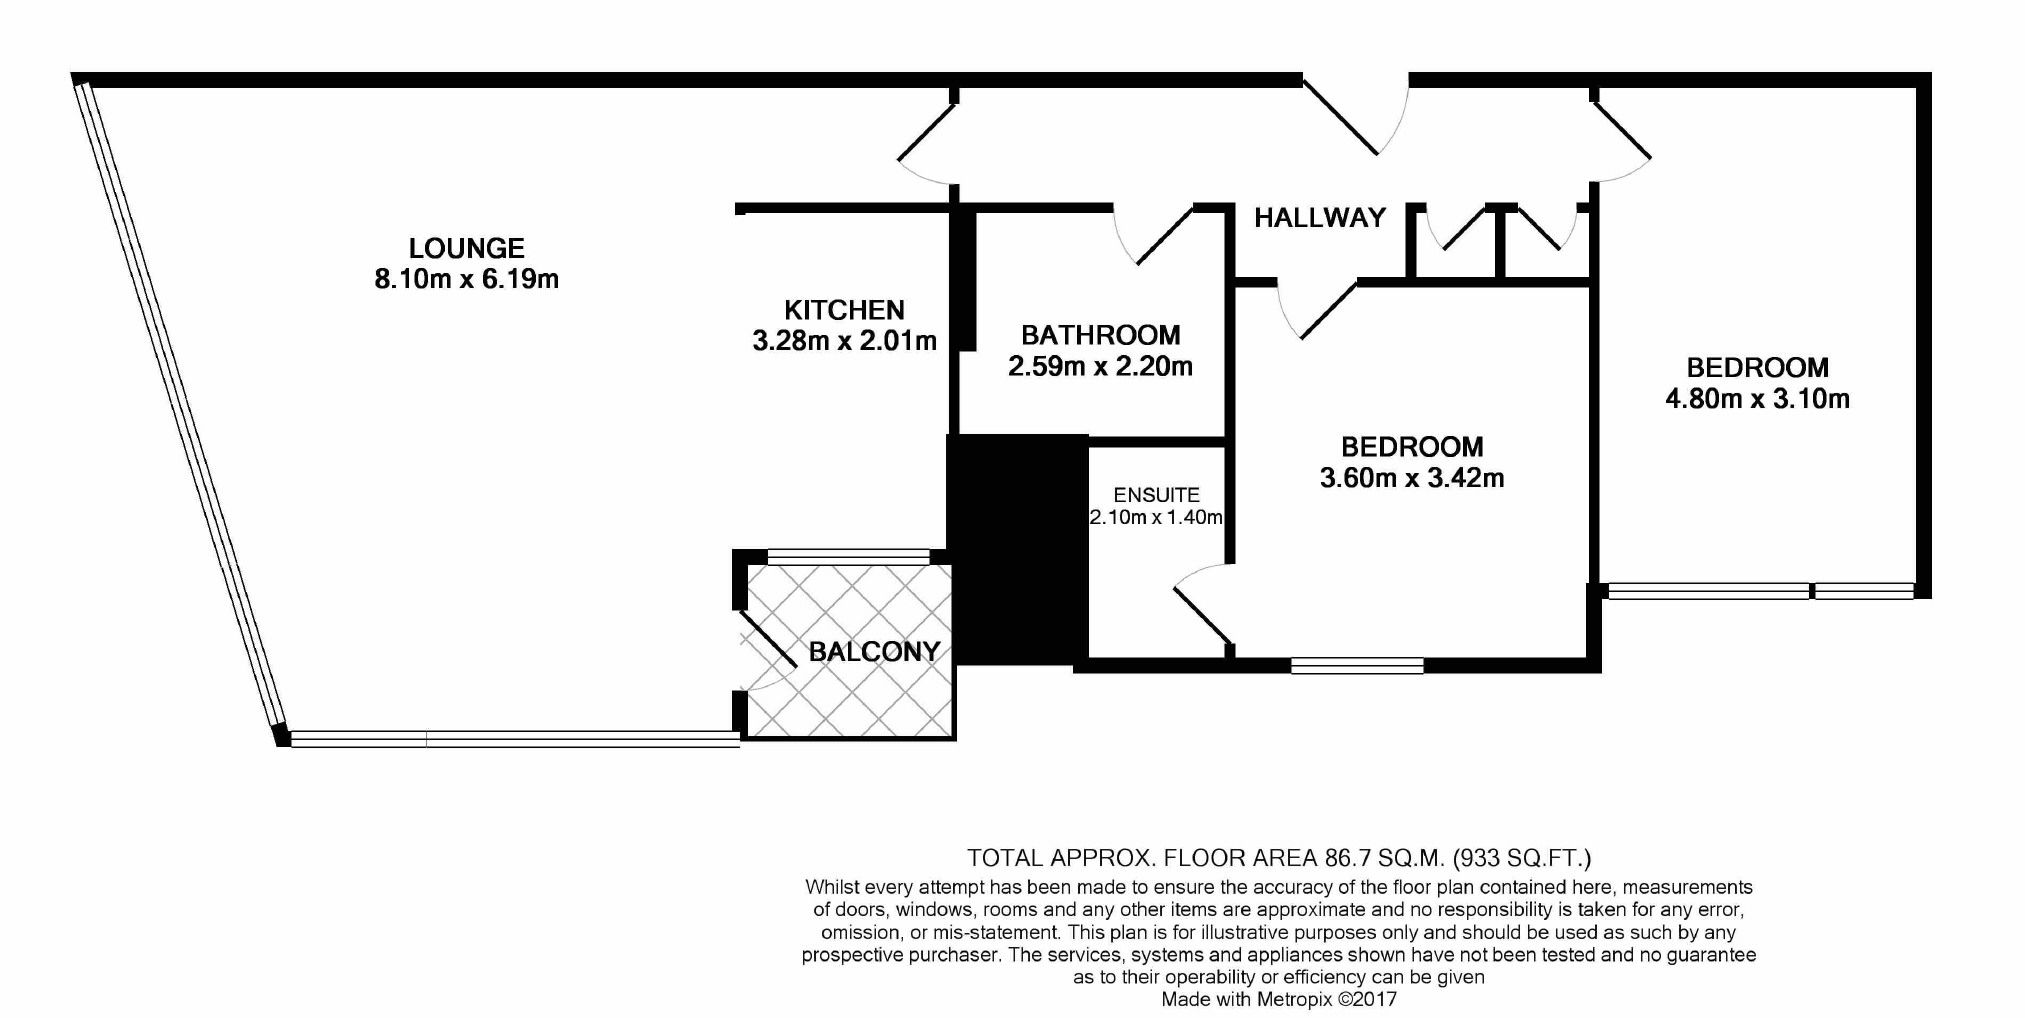 LOUNGE
8.10m x 6.19m
KITCHEN
3.28m x 2.01m
BATHROOM
2.59m x 2.20m
HALLWAY
BEDROOM
4.80m x 3.10m
BEDROOM
3.60m x 3.42m
ENSUITE
2.10m x 1.40m
BALCONY
TOTAL APPROX. FLOOR AREA 86.7 SQ.M. (933 SQ.FT.)
Whilst every attempt has been made to ensure the accuracy of the floor plan contained here, measurements
of doors, windows, rooms and any other items are approximate and no responsibility is taken for any error,
omission, or mis-statement. This plan is for illustrative purposes only and should be used as such by any
prospective purchaser. The services, systems and appliances shown have not been tested and no guarantee
as to their operability or efficiency can be given
Made with Metropix ©2017